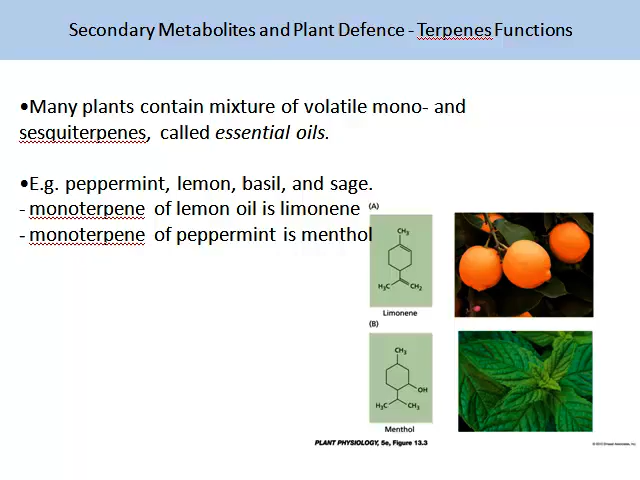 Secondary Metabolites and Plant Defence - Terpenes Functions
•Many plants contain mixture of volatile mono- and
sesquiterpenes, called essential oils.
•E.g. peppermint, lemon, basil, and sage.
- monoterpene of lemon oil is limonene
- monoterpene of peppermint is menthol
(A)
CH3
H3C
CH2
Limonene
(B)
CH3
OH
H3C
CH3
Menthol
PLANT PHYSIOLOGY, 5e, Figure 13.3